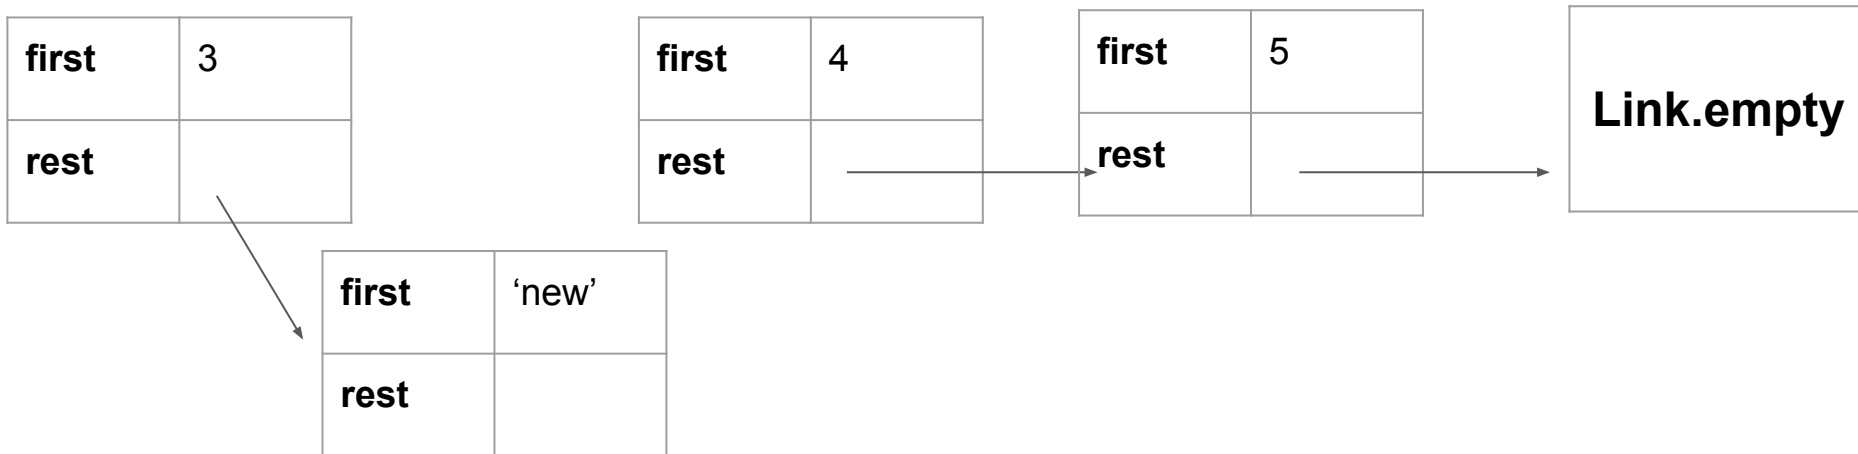 first 3
rest
first 4
rest
first 5
rest
Link.empty
first ‘new’
rest